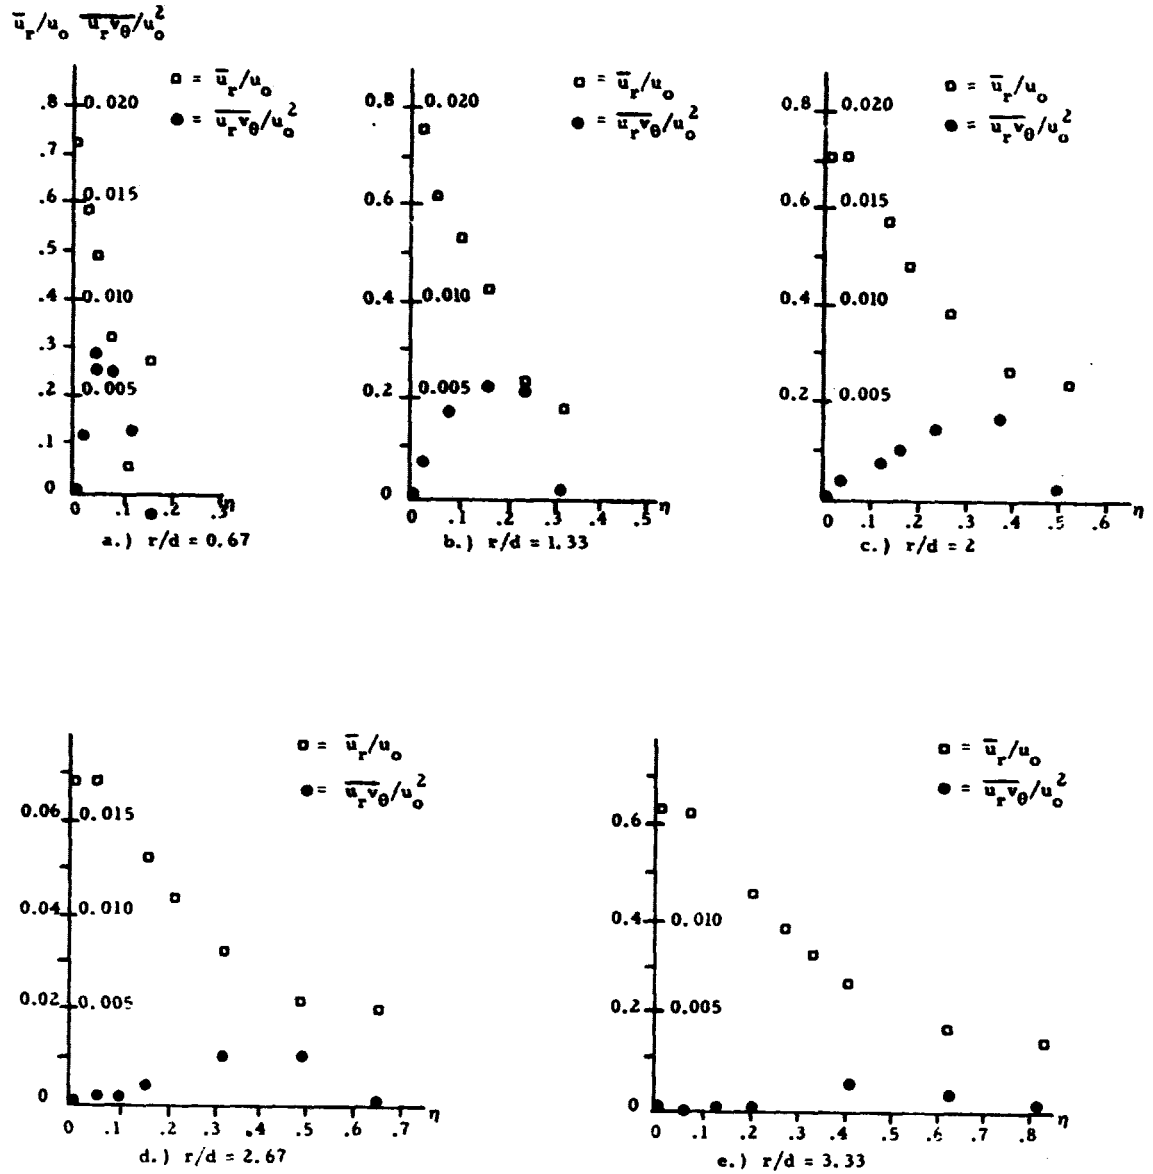 ū_r/u_o  \overline{u_r v_θ}/u_o^2
□ = ū_r/u_o
● = \overline{u_r v_θ}/u_o^2
.8 0.020
.7
.6 0.015
.5
.4 0.010
.3
.2 0.005
.1
0
0 .1 .2 .3 η
a.) r/d = 0.67
□ = ū_r/u_o
● = \overline{u_r v_θ}/u_o^2
0.8 0.020
0.6
0.4 0.010
0.2 0.005
0
0 .1 .2 .3 .4 .5 η
b.) r/d = 1.33
□ = ū_r/u_o
● = \overline{u_r v_θ}/u_o^2
0.8 0.020
0.6 0.015
0.4 0.010
0.2 0.005
0
0 .1 .2 .3 .4 .5 .6 η
c.) r/d = 2
□ = ū_r/u_o
● = \overline{u_r v_θ}/u_o^2
0.06 0.015
0.04 0.010
0.02 0.005
0
0 .1 .2 .3 .4 .5 .6 .7 η
d.) r/d = 2.67
□ = ū_r/u_o
● = \overline{u_r v_θ}/u_o^2
0.6
0.4 0.010
0.2 0.005
0
0 .1 .2 .3 .4 .5 .6 .7 .8 η
e.) r/d = 3.33